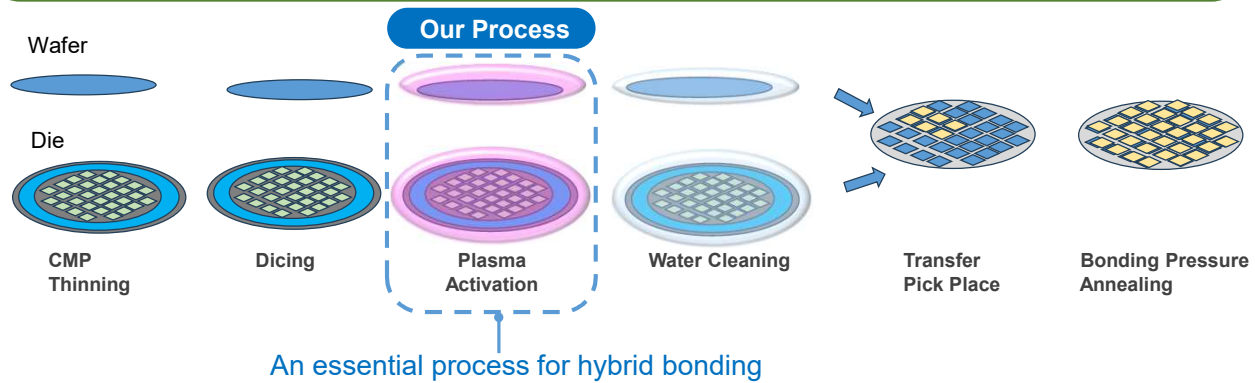 Our Process
Wafer
Die
CMP
Thinning
Dicing
Plasma
Activation
Water Cleaning
Transfer
Pick Place
Bonding Pressure
Annealing
An essential process for hybrid bonding